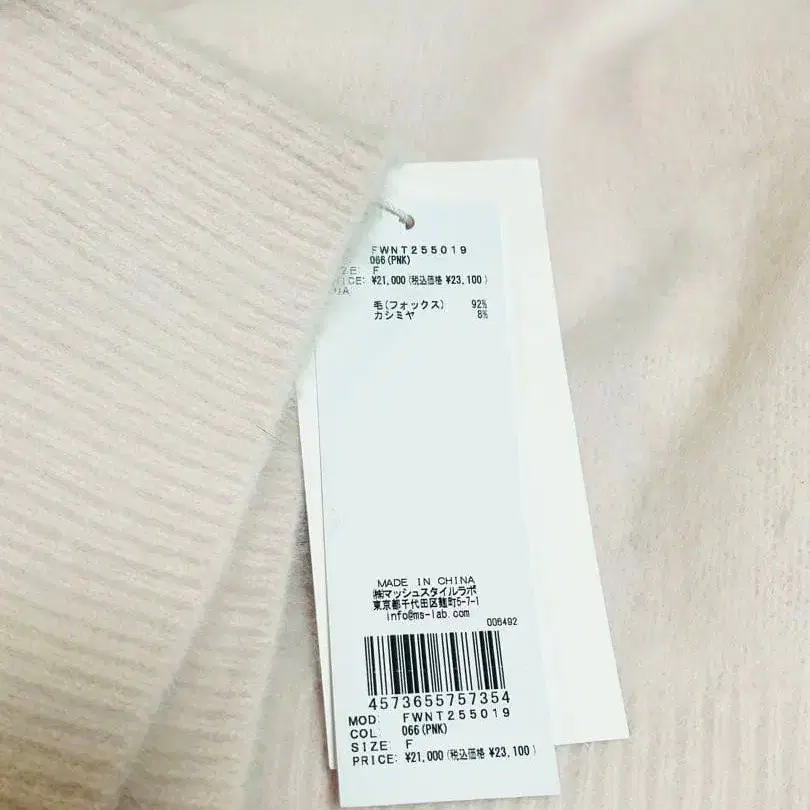 FWNT255019
066(PNK)
SIZE: F
PRICE: ¥21,000(税込価格 ¥23,100)
毛(フォックス) 92%
カシミヤ 8%
MADE IN CHINA
㈱マッシュスタイルラボ
東京都千代田区麹町5-7-1
info@ms-lab.com
006492
4573655757354
MOD: FWNT255019
COL: 066(PNK)
SIZE: F
PRICE: ¥21,000(税込価格 ¥23,100)